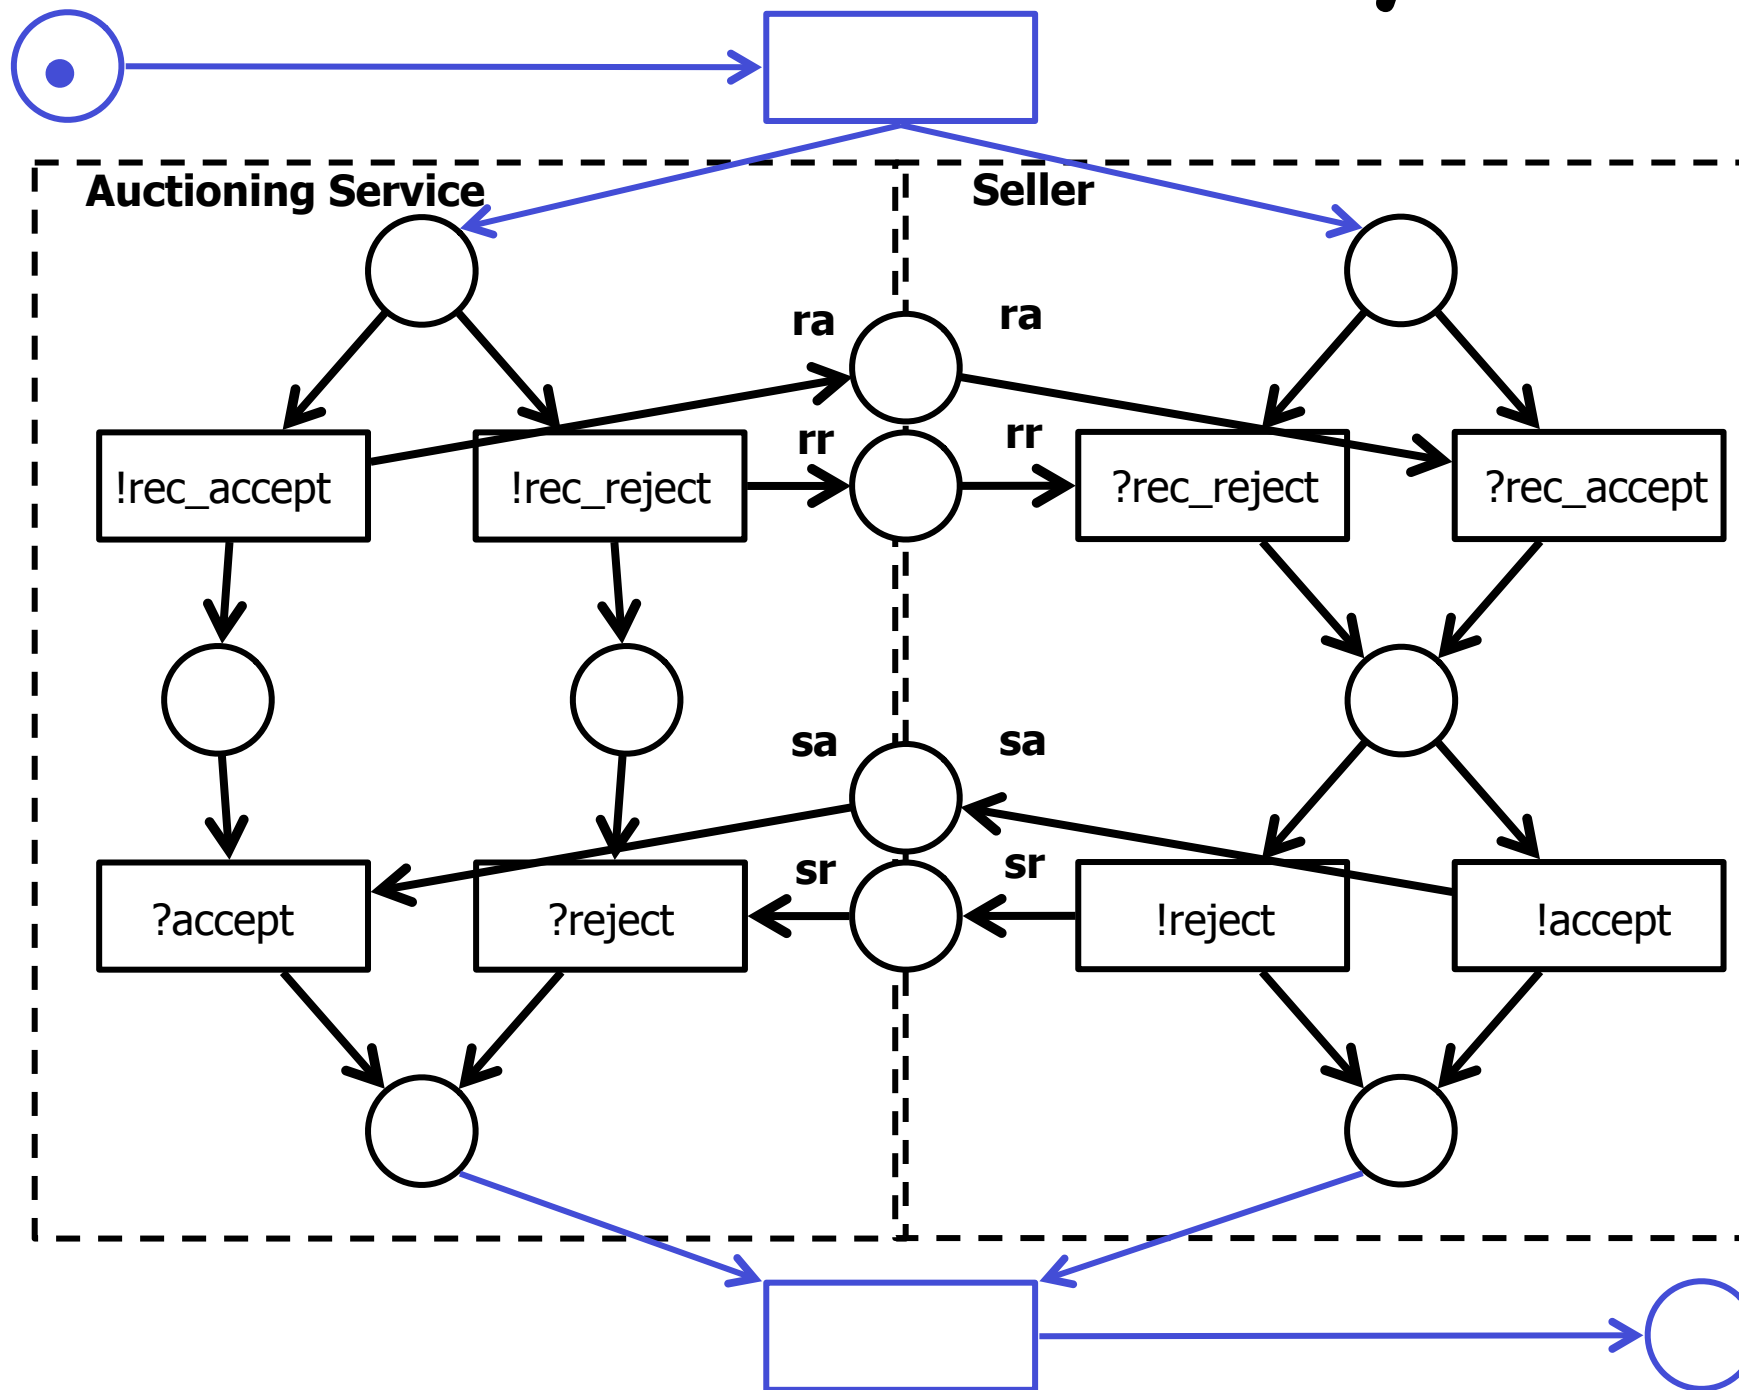 Auctioning Service
Seller
ra
ra
rr
rr
!rec_accept
!rec_reject
?rec_reject
?rec_accept
sa
sa
sr
sr
?accept
?reject
!reject
!accept